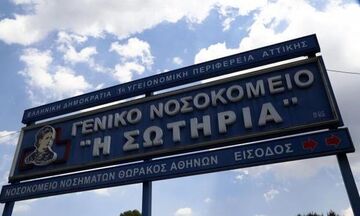 ΕΛΛΗΝΙΚΗ ΔΗΜΟΚΡΑΤΙΑ 1η ΥΓΕΙΟΝΟΜΙΚΗ ΠΕΡΙΦΕΡΕΙΑ ΑΤΤΙΚΗΣ
ΓΕΝΙΚΟ ΝΟΣΟΚΟΜΕΙΟ
"Η ΣΩΤΗΡΙΑ"
ΝΟΣΟΚΟΜΕΙΟ ΝΟΣΗΜΑΤΩΝ ΘΩΡΑΚΟΣ ΑΘΗΝΩΝ ΕΙΣΟΔΟΣ